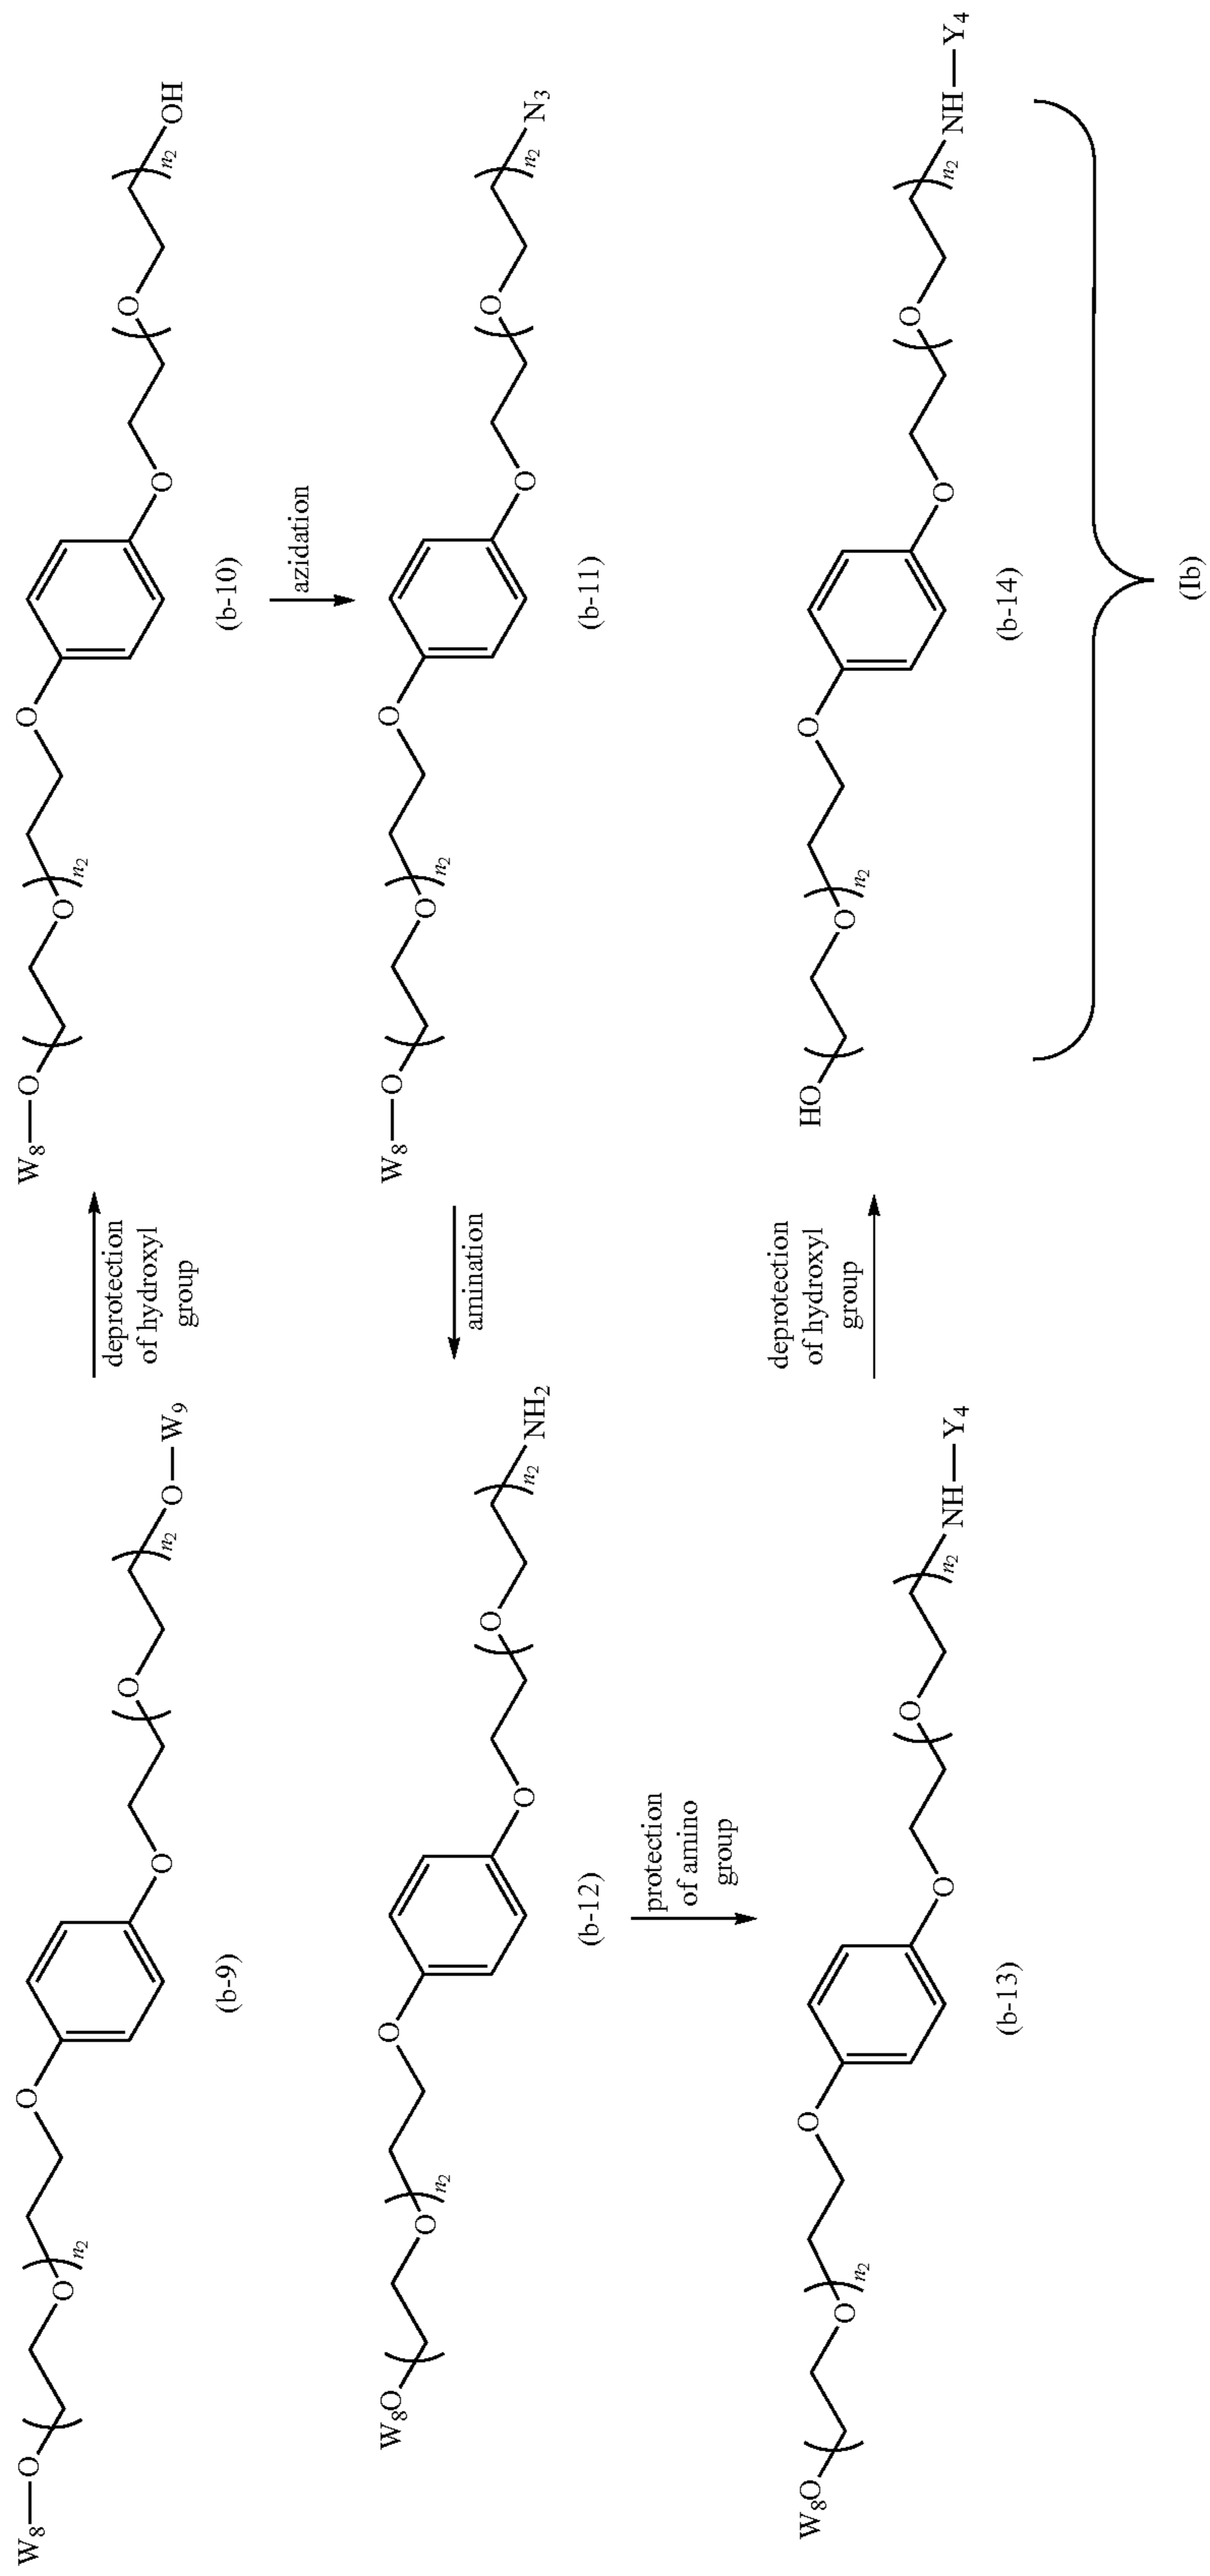 W8—O ( O )n2 O O ( O )n2 O—W9
(b-9)
deprotection
of hydroxyl
group
W8—O ( O )n2 O O ( O )n2 OH
(b-10)
azidation
W8—O ( O )n2 O O ( O )n2 N3
(b-11)
amination
W8O ( O )n2 O O ( O )n2 NH2
(b-12)
protection
of amino
group
W8O ( O )n2 O O ( O )n2 NH—Y4
(b-13)
deprotection
of hydroxyl
group
HO ( O )n2 O O ( O )n2 NH—Y4
(b-14)
(Ib)